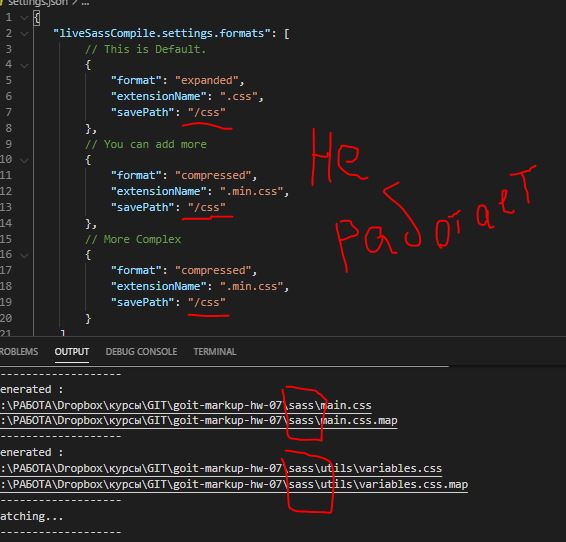 settings.json > ...
1 {
2 "liveSassCompile.settings.formats": [
3 // This is Default.
4 {
5 "format": "expanded",
6 "extensionName": ".css",
7 "savePath": "/css"
8 },
9 // You can add more
10 {
11 "format": "compressed",
12 "extensionName": ".min.css",
13 "savePath": "/css"
14 },
15 // More Complex
16 {
17 "format": "compressed",
18 "extensionName": ".min.css",
19 "savePath": "/css"
20 }
21 ]
Не
работает
ROBLEMS OUTPUT DEBUG CONSOLE TERMINAL
-------------------
enerated :
:\РАБОТА\Dropbox\курсы\GIT\goit-markup-hw-07\sass\main.css
:\РАБОТА\Dropbox\курсы\GIT\goit-markup-hw-07\sass\main.css.map
-------------------
enerated :
:\РАБОТА\Dropbox\курсы\GIT\goit-markup-hw-07\sass\utils\variables.css
:\РАБОТА\Dropbox\курсы\GIT\goit-markup-hw-07\sass\utils\variables.css.map
-------------------
atching...
-------------------